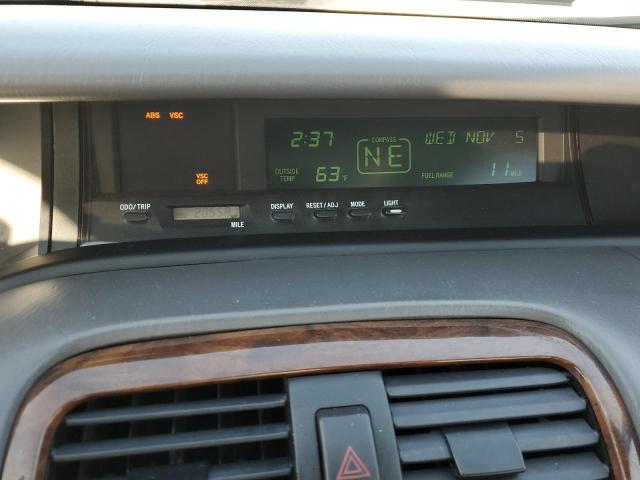 ABS VSC
2:37 COMPASS WED NOV. 5
NE
VSC OFF
OUTSIDE TEMP 63°F FUEL RANGE 11 MILE
ODO/TRIP DISPLAY RESET/ADJ MODE LIGHT
MILE